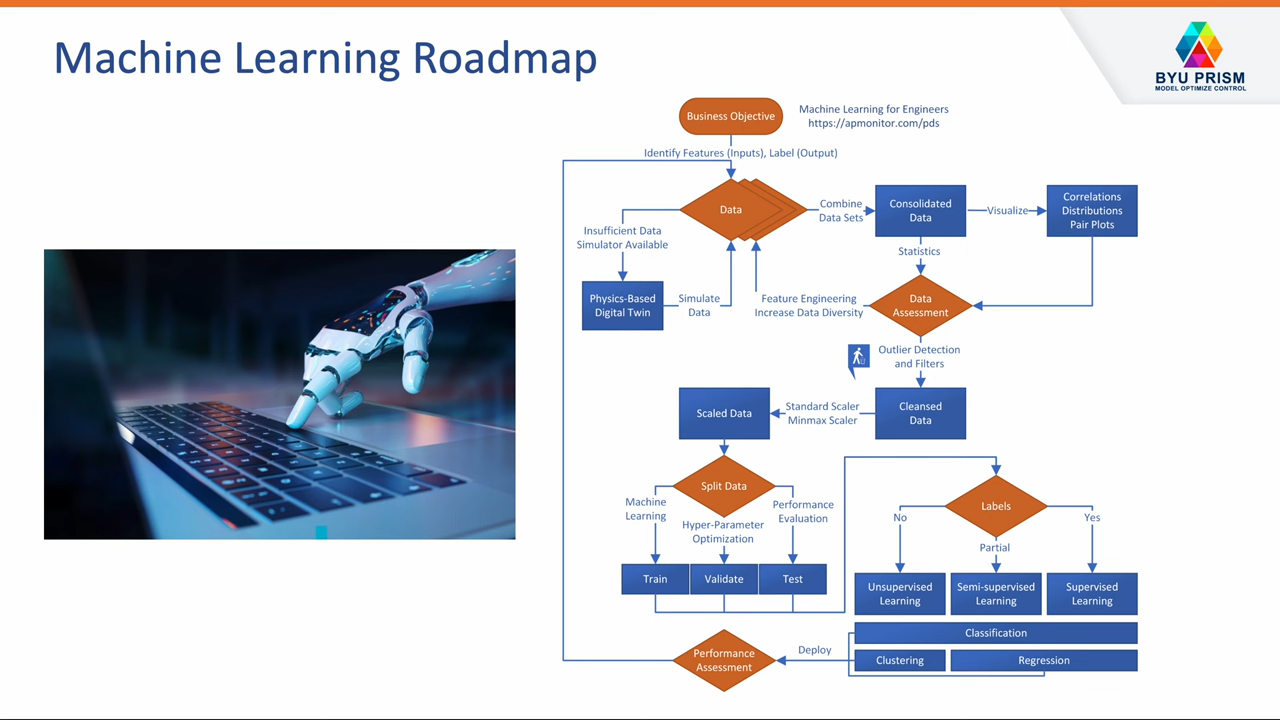 Machine Learning Roadmap
BYU PRISM
MODEL OPTIMIZE CONTROL
Business Objective
Machine Learning for Engineers
https://apmonitor.com/pds
Identify Features (Inputs), Label (Output)
Data
Combine
Data Sets
Consolidated
Data
Visualize
Correlations
Distributions
Pair Plots
Insufficient Data
Simulator Available
Statistics
Physics-Based
Digital Twin
Simulate
Data
Feature Engineering
Increase Data Diversity
Data
Assessment
Outlier Detection
and Filters
Scaled Data
Standard Scaler
Minmax Scaler
Cleansed
Data
Split Data
Machine
Learning
Hyper-Parameter
Optimization
Performance
Evaluation
Labels
No
Partial
Yes
Train
Validate
Test
Unsupervised
Learning
Semi-supervised
Learning
Supervised
Learning
Classification
Clustering
Regression
Deploy
Performance
Assessment